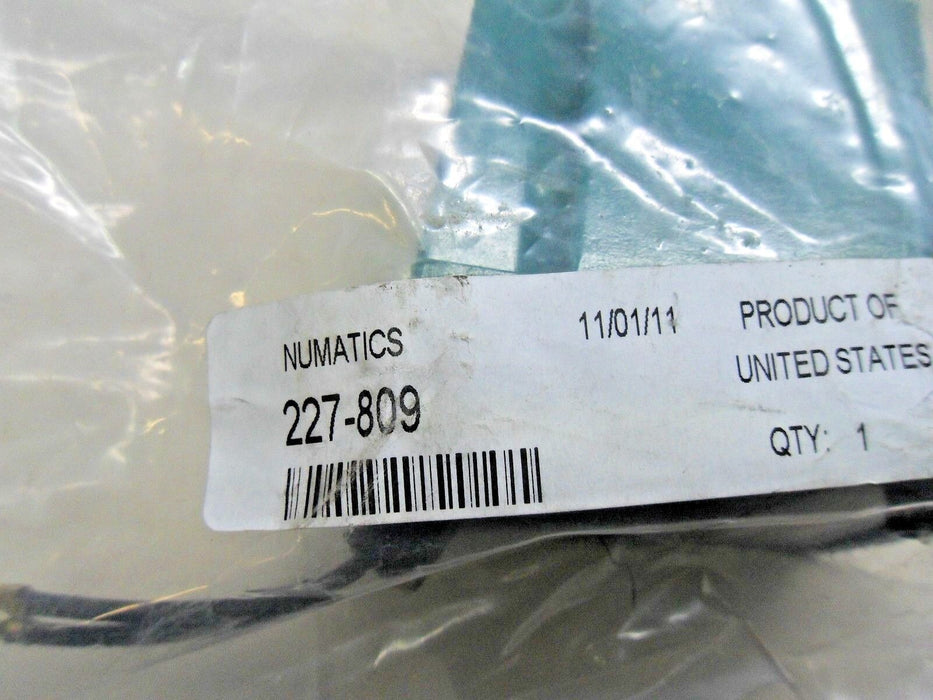 NUMATICS
11/01/11
PRODUCT OF
UNITED STATES
227-809
QTY: 1